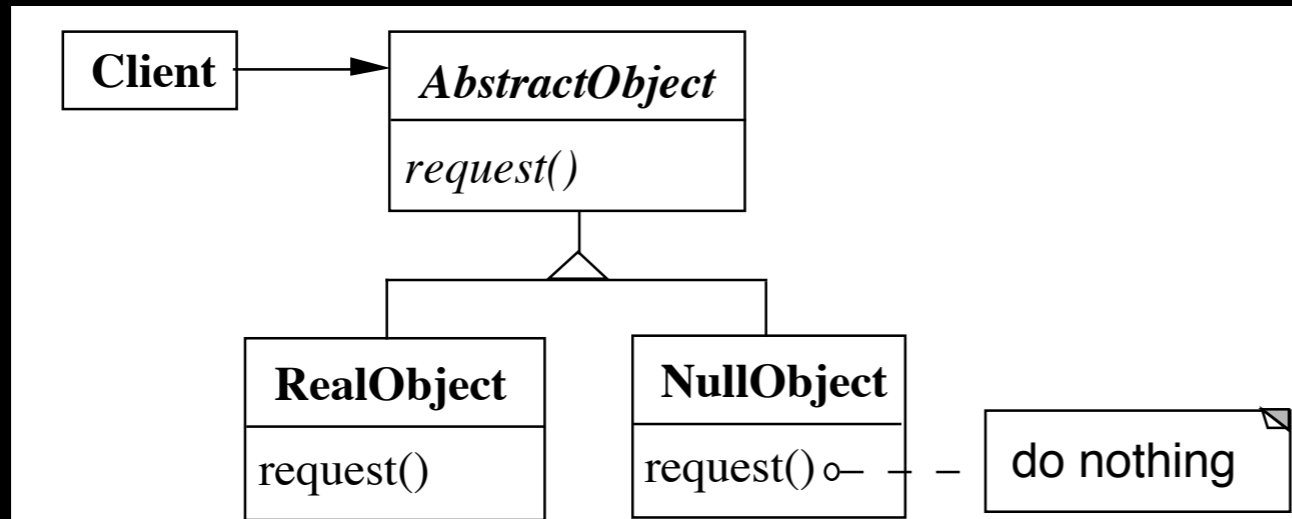 Client
AbstractObject
request()
RealObject
request()
NullObject
request()
do nothing